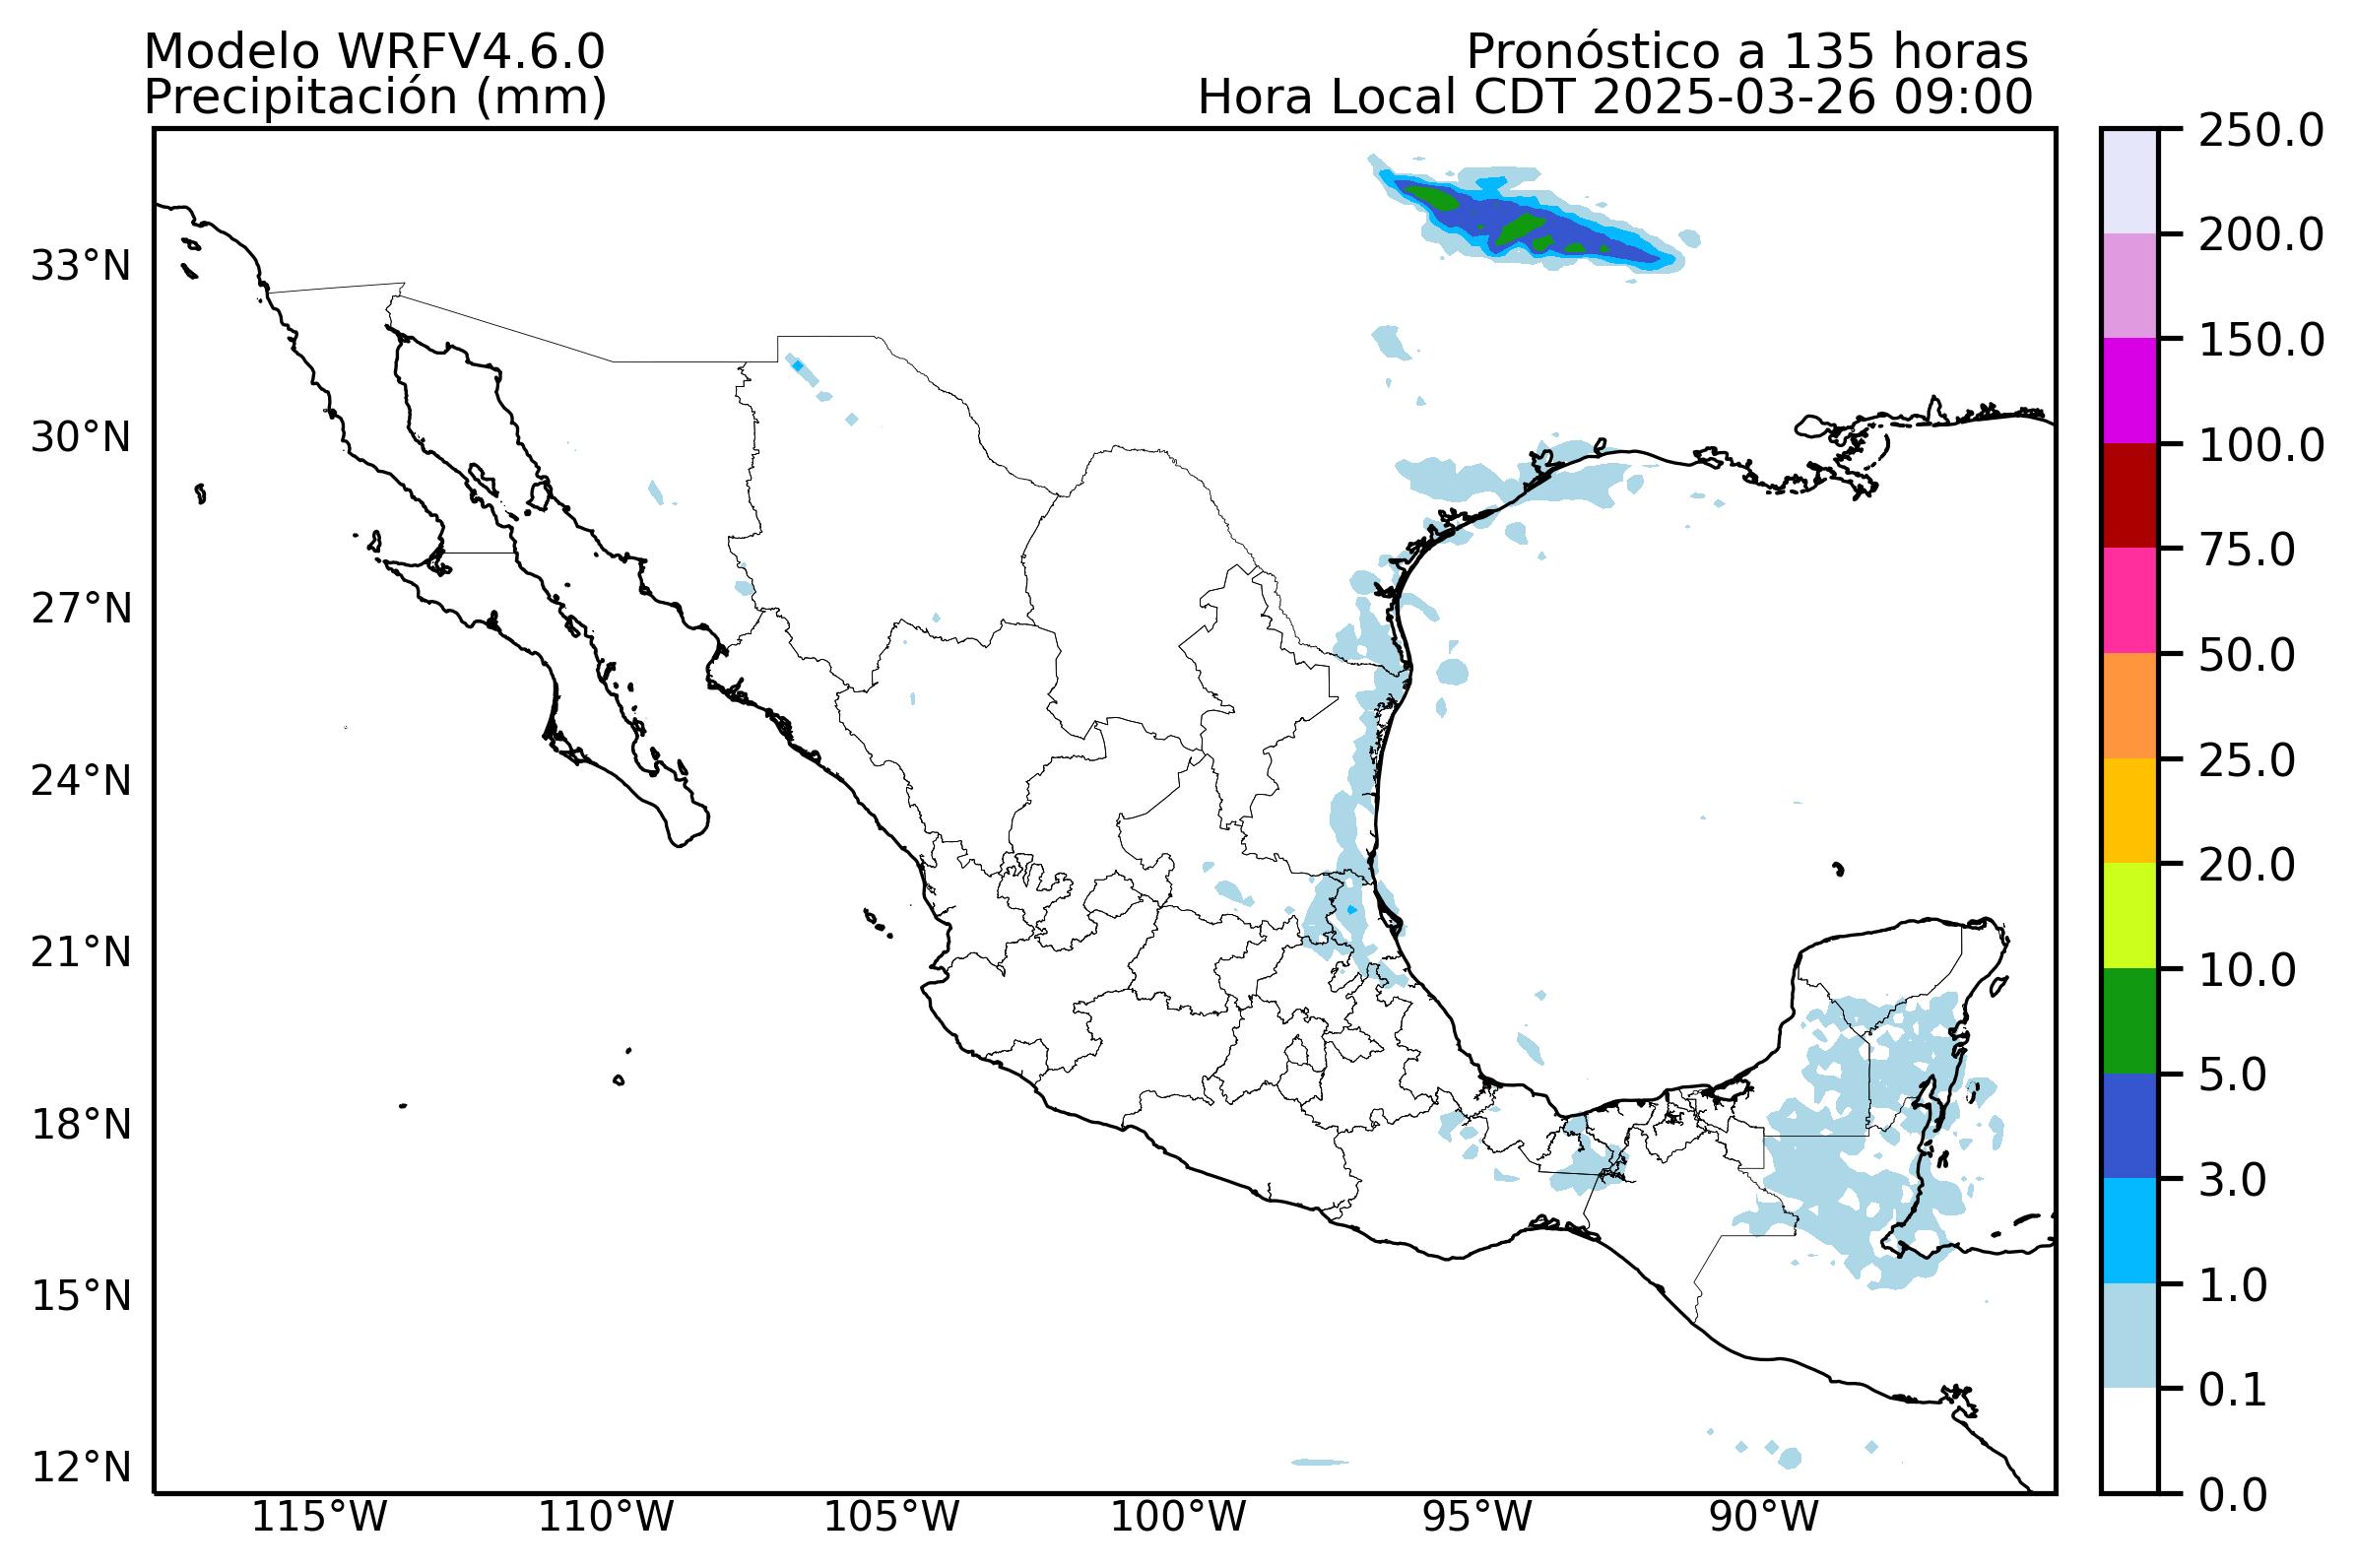 Modelo WRFV4.6.0
Precipitación (mm)
Pronóstico a 135 horas
Hora Local CDT 2025-03-26 09:00
33°N
30°N
27°N
24°N
21°N
18°N
15°N
12°N
115°W
110°W
105°W
100°W
95°W
90°W
250.0
200.0
150.0
100.0
75.0
50.0
25.0
20.0
10.0
5.0
3.0
1.0
0.1
0.0